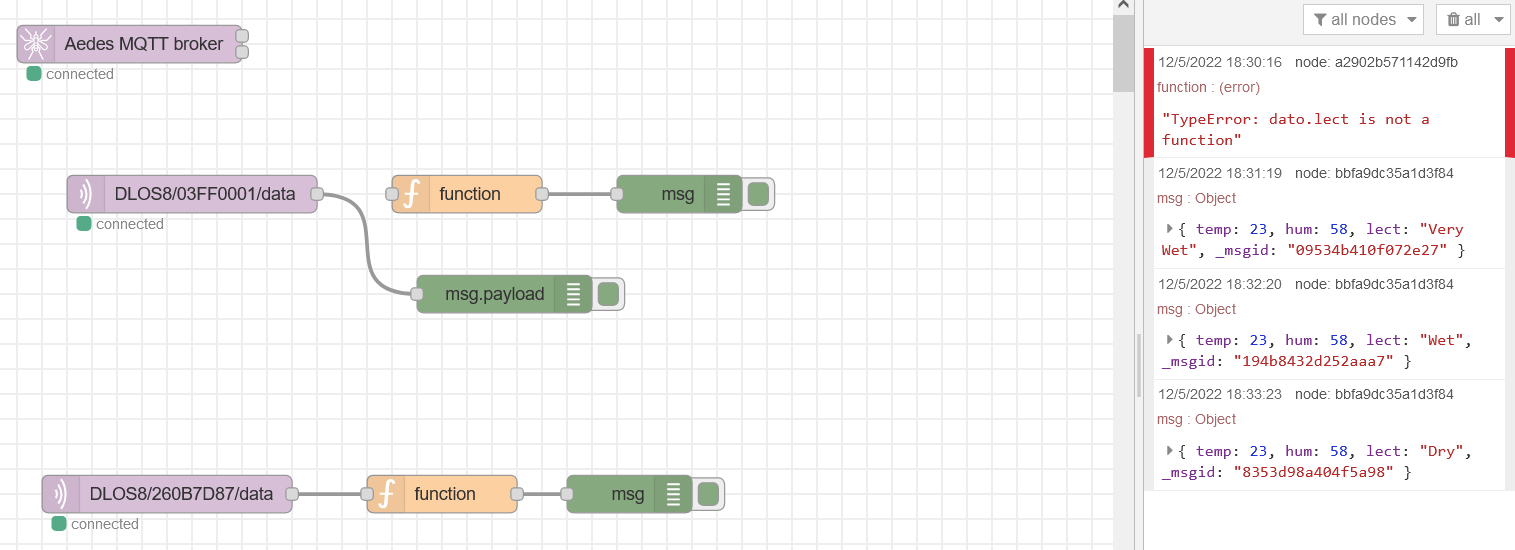 Aedes MQTT broker
connected
DLOS8/03FF0001/data
function
msg
connected
msg.payload
DLOS8/260B7D87/data
function
msg
connected
all nodes
all
12/5/2022 18:30:16 node: a2902b571142d9fb
function : (error)
"TypeError: dato.lect is not a
function"
12/5/2022 18:31:19 node: bbfa9dc35a1d3f84
msg : Object
{ temp: 23, hum: 58, lect: "Very
Wet", _msgid: "09534b410f072e27" }
12/5/2022 18:32:20 node: bbfa9dc35a1d3f84
msg : Object
{ temp: 23, hum: 58, lect: "Wet",
_msgid: "194b8432d252aaa7" }
12/5/2022 18:33:23 node: bbfa9dc35a1d3f84
msg : Object
{ temp: 23, hum: 58, lect: "Dry",
_msgid: "8353d98a404f5a98" }